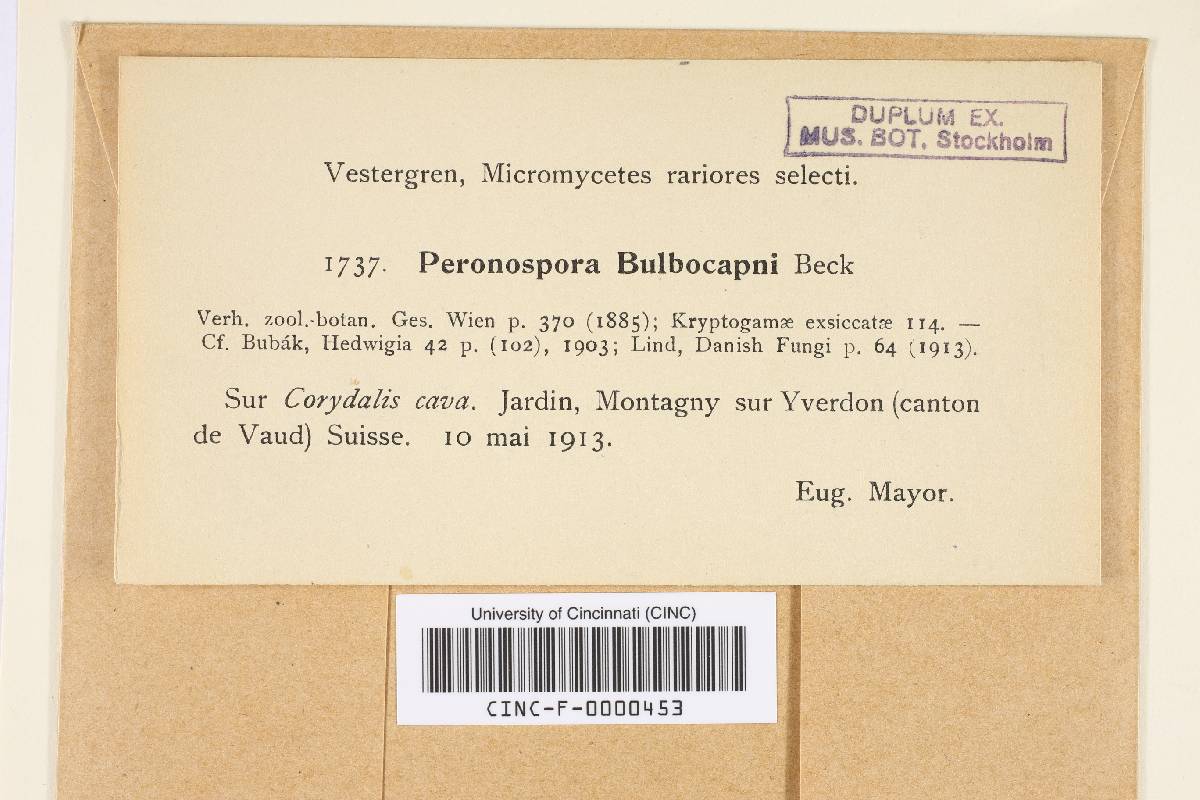 DUPLUM EX.
MUS. BOT. Stockholm
Vestergren, Micromycetes rariores selecti.
1737. Peronospora Bulbocapni Beck
Verh. zool.-botan. Ges. Wien p. 370 (1885); Kryptogamæ exsiccatæ 114. —
Cf. Bubák, Hedwigia 42 p. (102), 1903; Lind, Danish Fungi p. 64 (1913).
Sur Corydalis cava. Jardin, Montagny sur Yverdon (canton
de Vaud) Suisse. 10 mai 1913.
Eug. Mayor.
University of Cincinnati (CINC)
CINC-F-0000453